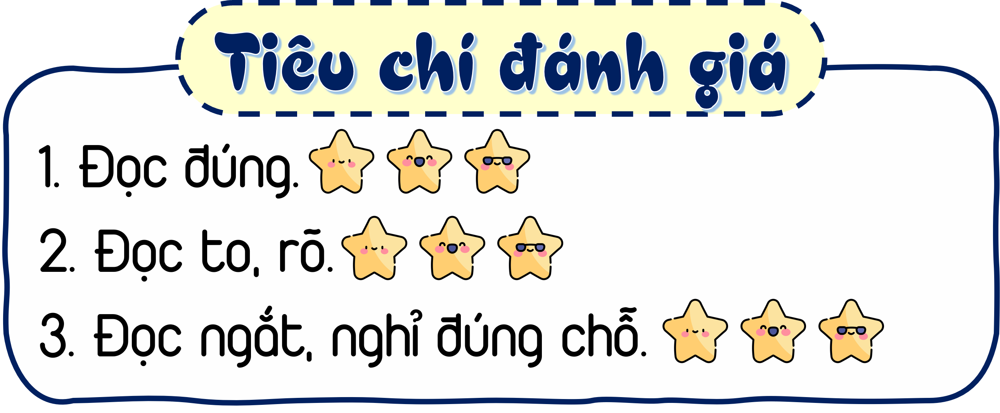 Tiêu chí đánh giá
1. Đọc đúng.
2. Đọc to, rõ.
3. Đọc ngắt, nghỉ đúng chỗ.